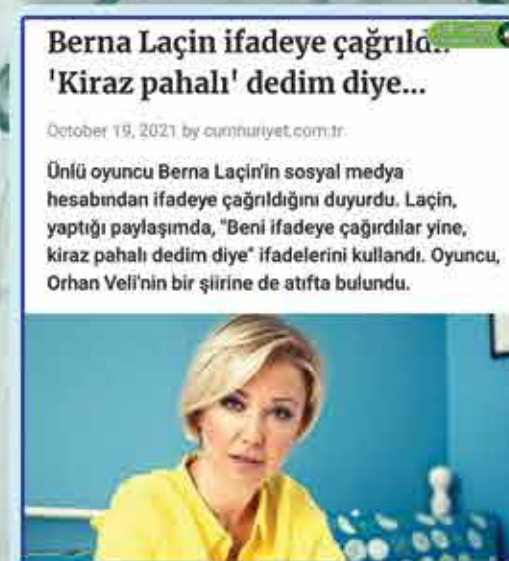 Berna Laçin ifadeye çağrıld..
'Kiraz pahalı' dedim diye...
October 19, 2021 by cumhuriyet.com.tr
Ünlü oyuncu Berna Laçin'in sosyal medya
hesabından ifadeye çağrıldığını duyurdu. Laçin,
yaptığı paylaşımda, "Beni ifadeye çağırdılar yine,
kiraz pahalı dedim diye" ifadelerini kullandı. Oyuncu,
Orhan Veli'nin bir şiirine de atıfta bulundu.